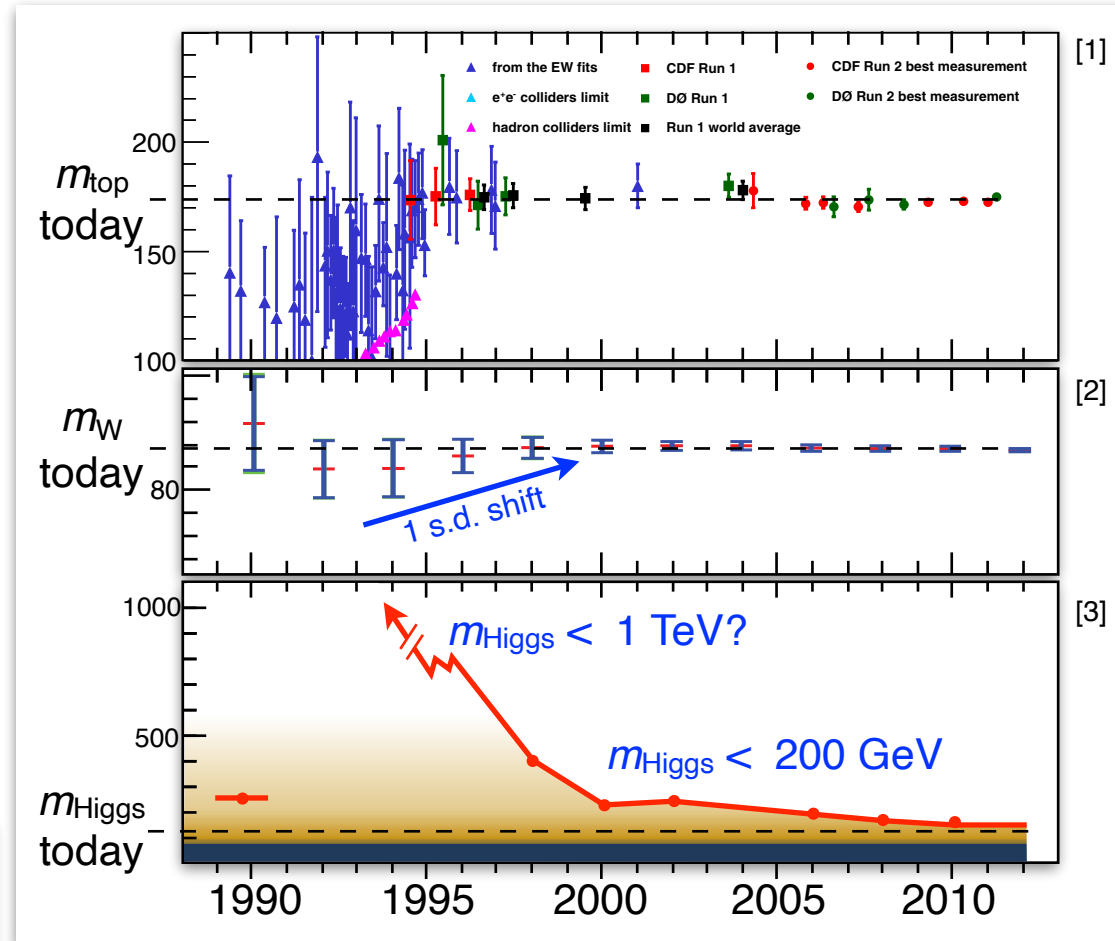 [1]
from the EW fits
e⁺e⁻ colliders limit
hadron colliders limit
CDF Run 1
DØ Run 1
Run 1 world average
CDF Run 2 best measurement
DØ Run 2 best measurement
200
150
100
mtop
today
[2]
mW
today
80
1 s.d. shift
[3]
1000
500
mHiggs < 1 TeV?
mHiggs < 200 GeV
mHiggs
today
1990 1995 2000 2005 2010